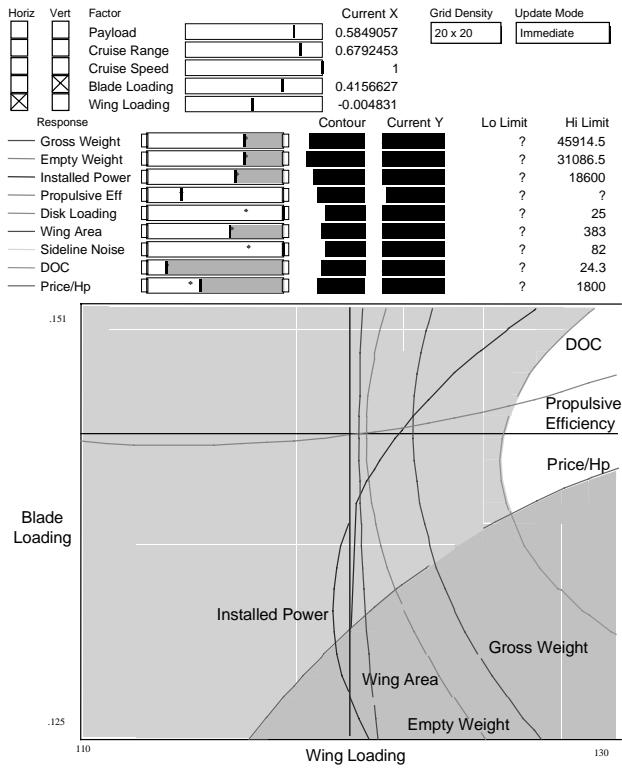 Horiz Vert Factor Current X Grid Density Update Mode
Payload 0.5849057 20 x 20 Immediate
Cruise Range 0.6792453
Cruise Speed 1
Blade Loading 0.4156627
Wing Loading -0.004831
Response Contour Current Y Lo Limit Hi Limit
Gross Weight ? 45914.5
Empty Weight ? 31086.5
Installed Power ? 18600
Propulsive Eff ? ?
Disk Loading ? 25
Wing Area ? 383
Sideline Noise ? 82
DOC ? 24.3
Price/Hp ? 1800
.151
DOC
Propulsive
Efficiency
Price/Hp
Blade
Loading
Installed Power
Gross Weight
Wing Area
Empty Weight
.125
110 130
Wing Loading